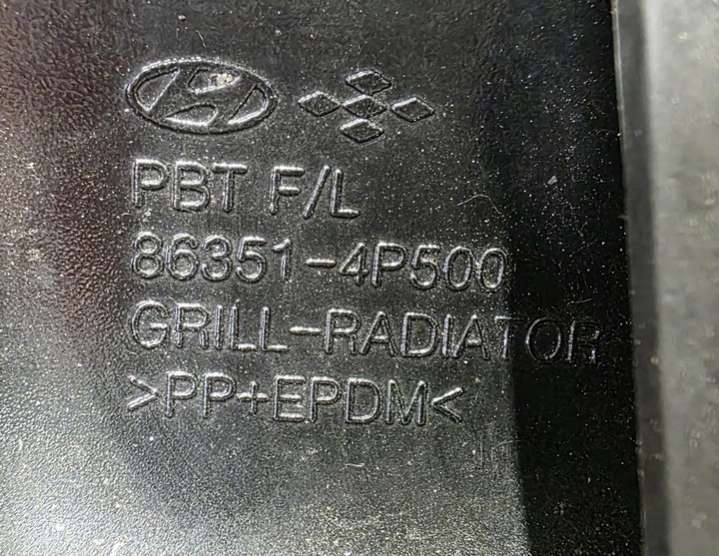 PBT F/L
86351-4P500
GRILL-RADIATOR
>PP+EPDM<